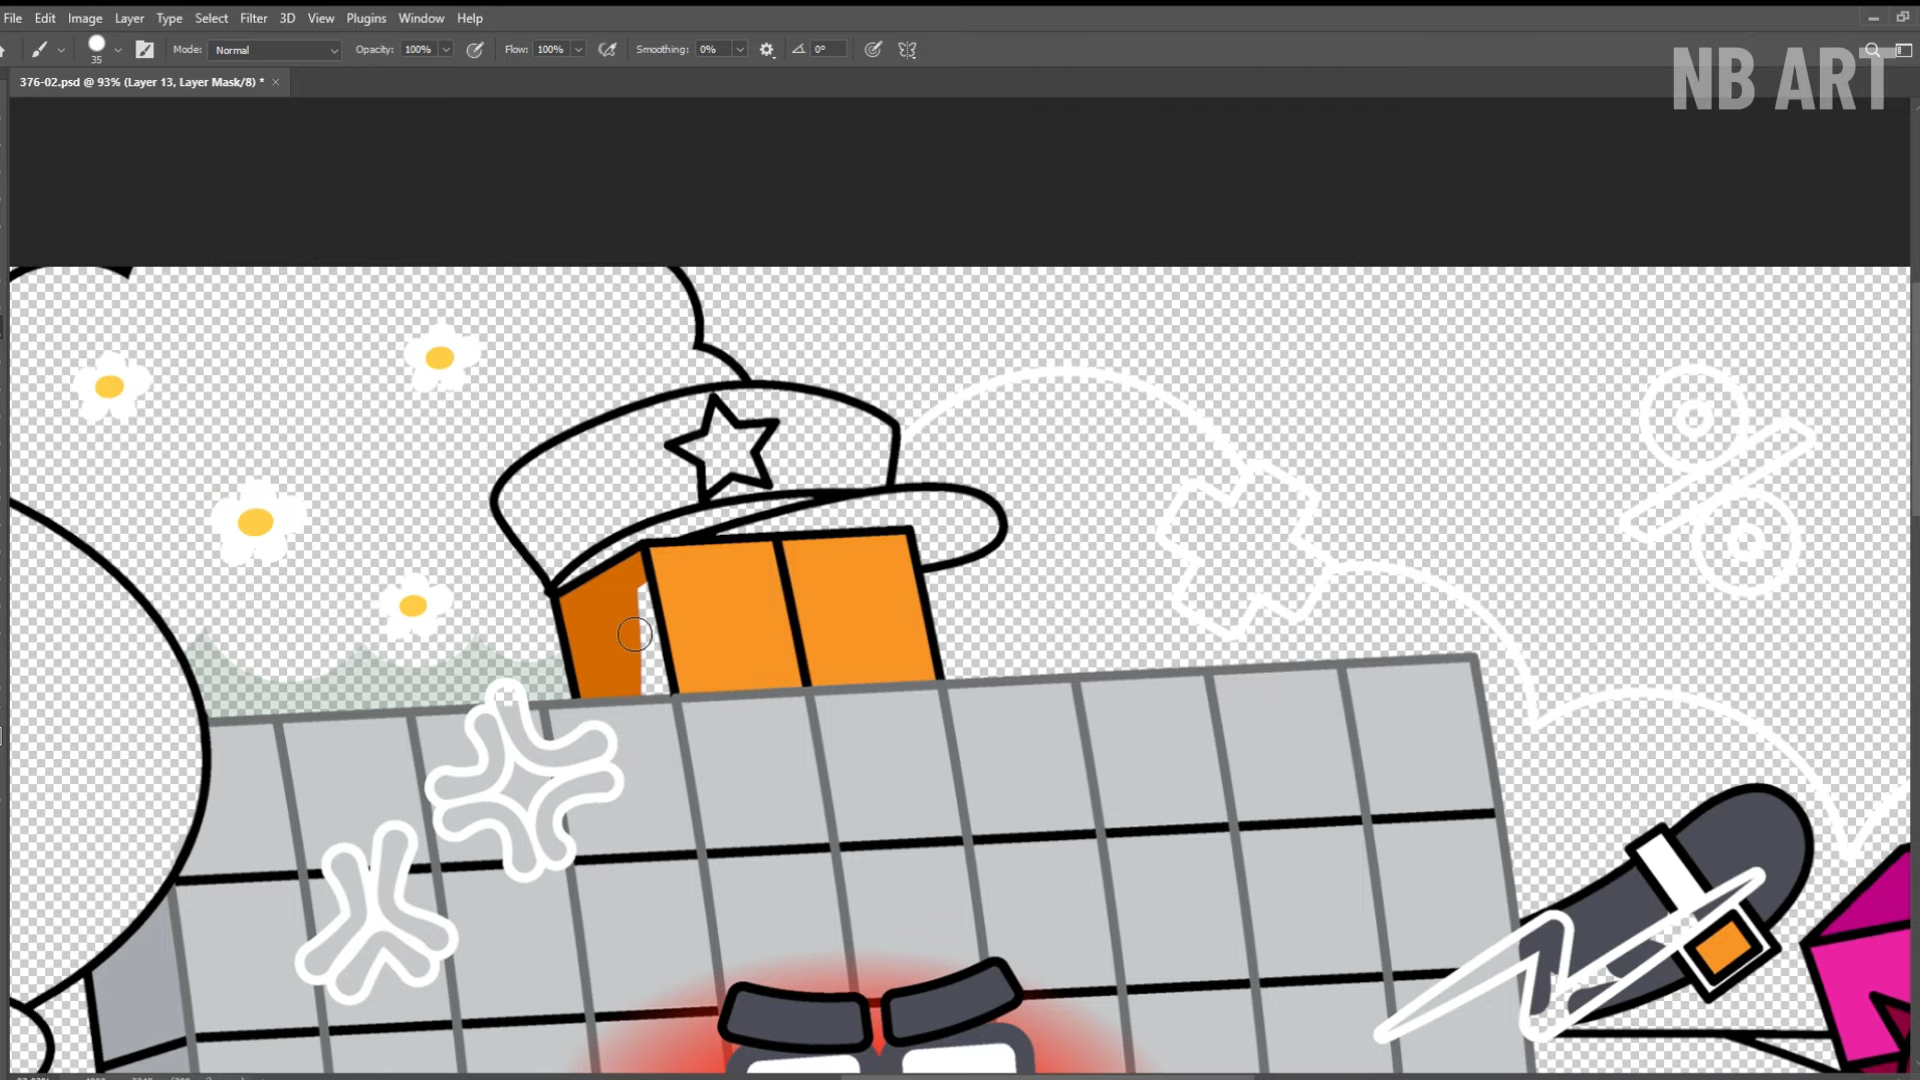 File Edit Image Layer Type Select Filter 3D View Plugins Window Help
35 Mode: Normal Opacity: 100% Flow: 100% Smoothing: 0% 0°
376-02.psd @ 93% (Layer 13, Layer Mask/8) * ×
NB ART
%